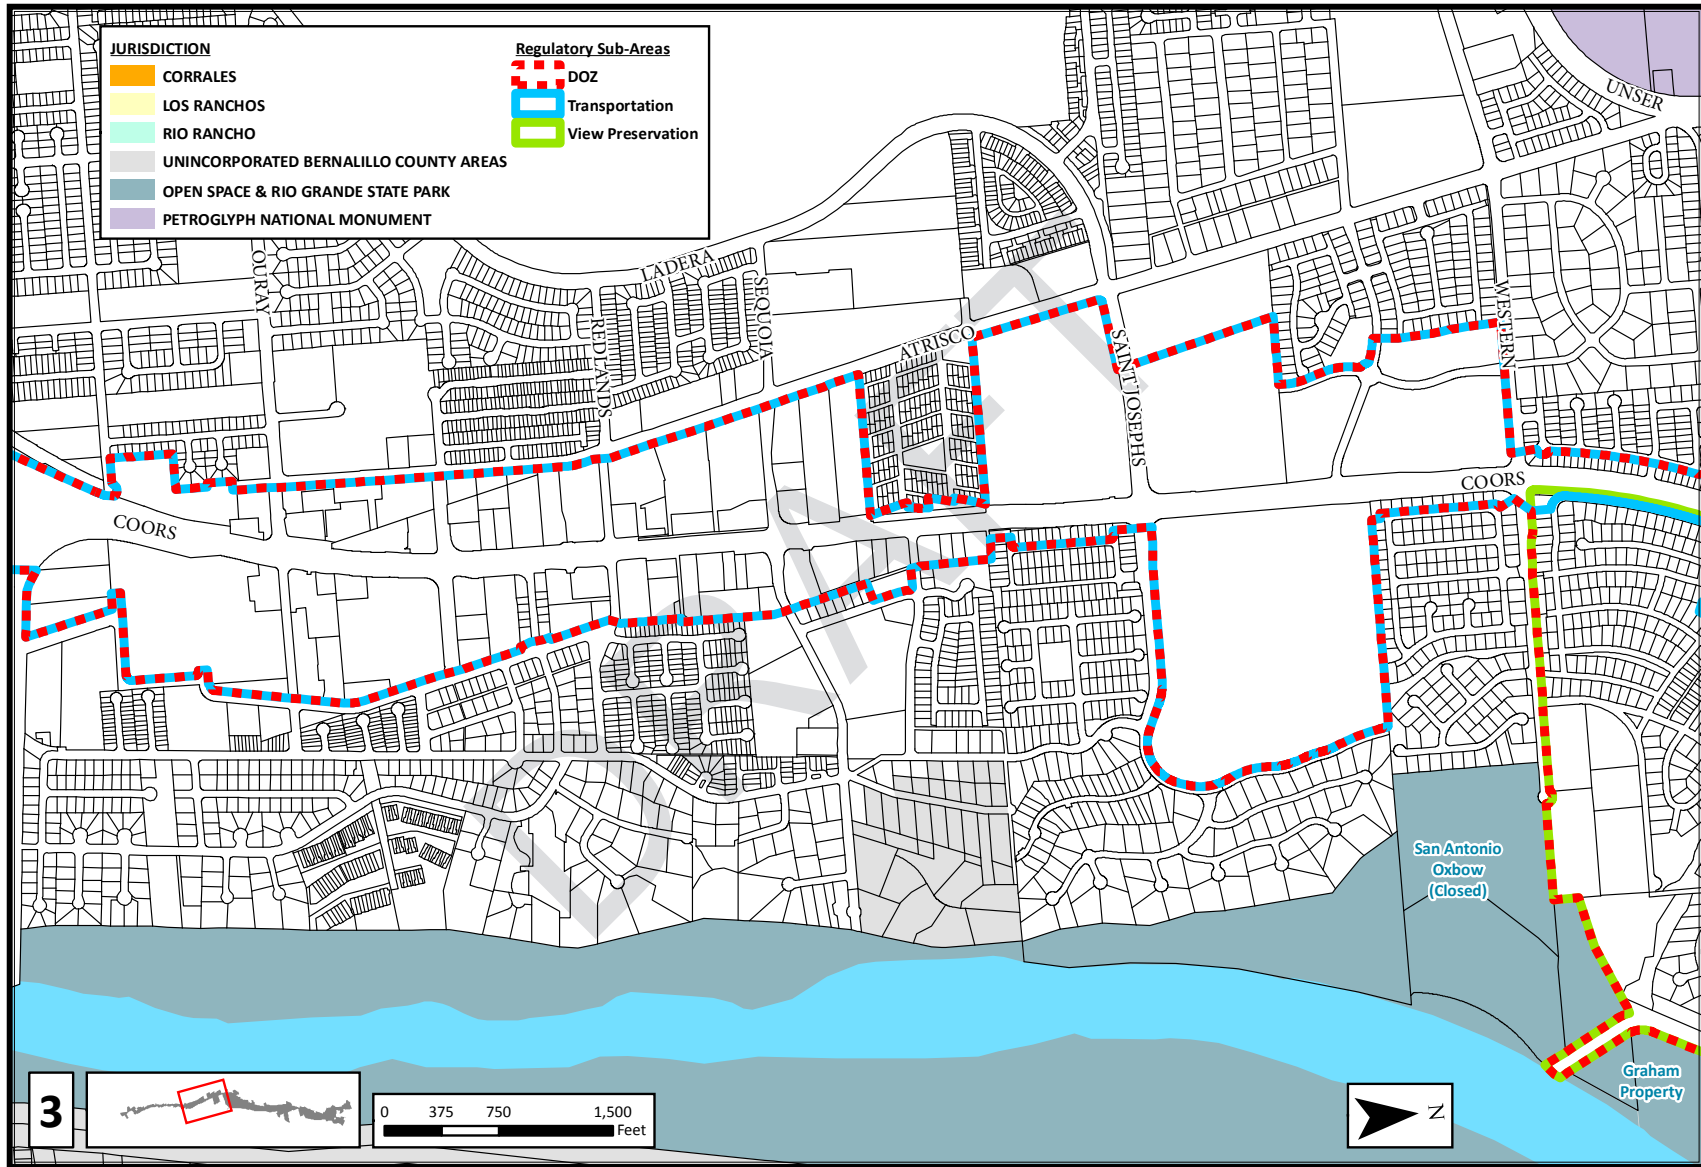 JURISDICTION
CORRALES
LOS RANCHOS
RIO RANCHO
UNINCORPORATED BERNALILLO COUNTY AREAS
OPEN SPACE & RIO GRANDE STATE PARK
PETROGLYPH NATIONAL MONUMENT
Regulatory Sub-Areas
DOZ
Transportation
View Preservation
UNSER
OURAY
LADERA
SEQUOIA
REDLANDS
ATRISCO
SAINT JOSEPHS
WESTERN
COORS
COORS
DRAFT
San Antonio
Oxbow
(Closed)
Graham
Property
3
0 375 750 1,500
Feet
N